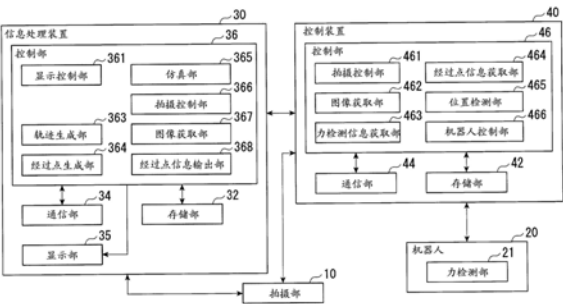 30
信息处理装置
36
控制部
361
显示控制部
365
仿真部
366
拍摄控制部
363
轨迹生成部
367
图像获取部
364
经过点生成部
368
经过点信息输出部
34
通信部
32
存储部
35
显示部
10
拍摄部
40
控制装置
46
控制部
461
拍摄控制部
464
经过点信息获取部
462
图像获取部
465
位置检测部
463
力检测信息获取部
466
机器人控制部
44
通信部
42
存储部
20
机器人
21
力检测部